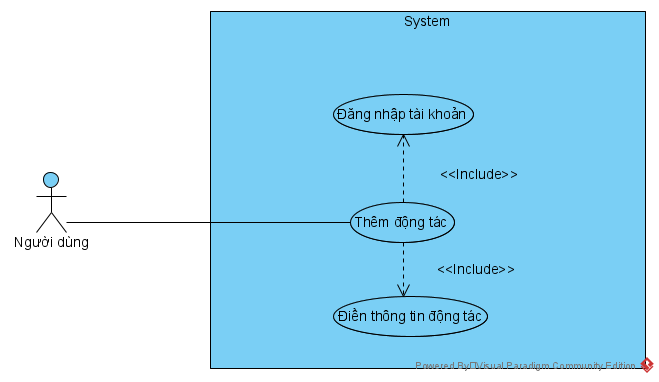 System
Đăng nhập tài khoản
<<Include>>
Thêm động tác
Người dùng
<<Include>>
Điền thông tin động tác
Powered By Visual Paradigm Community Edition